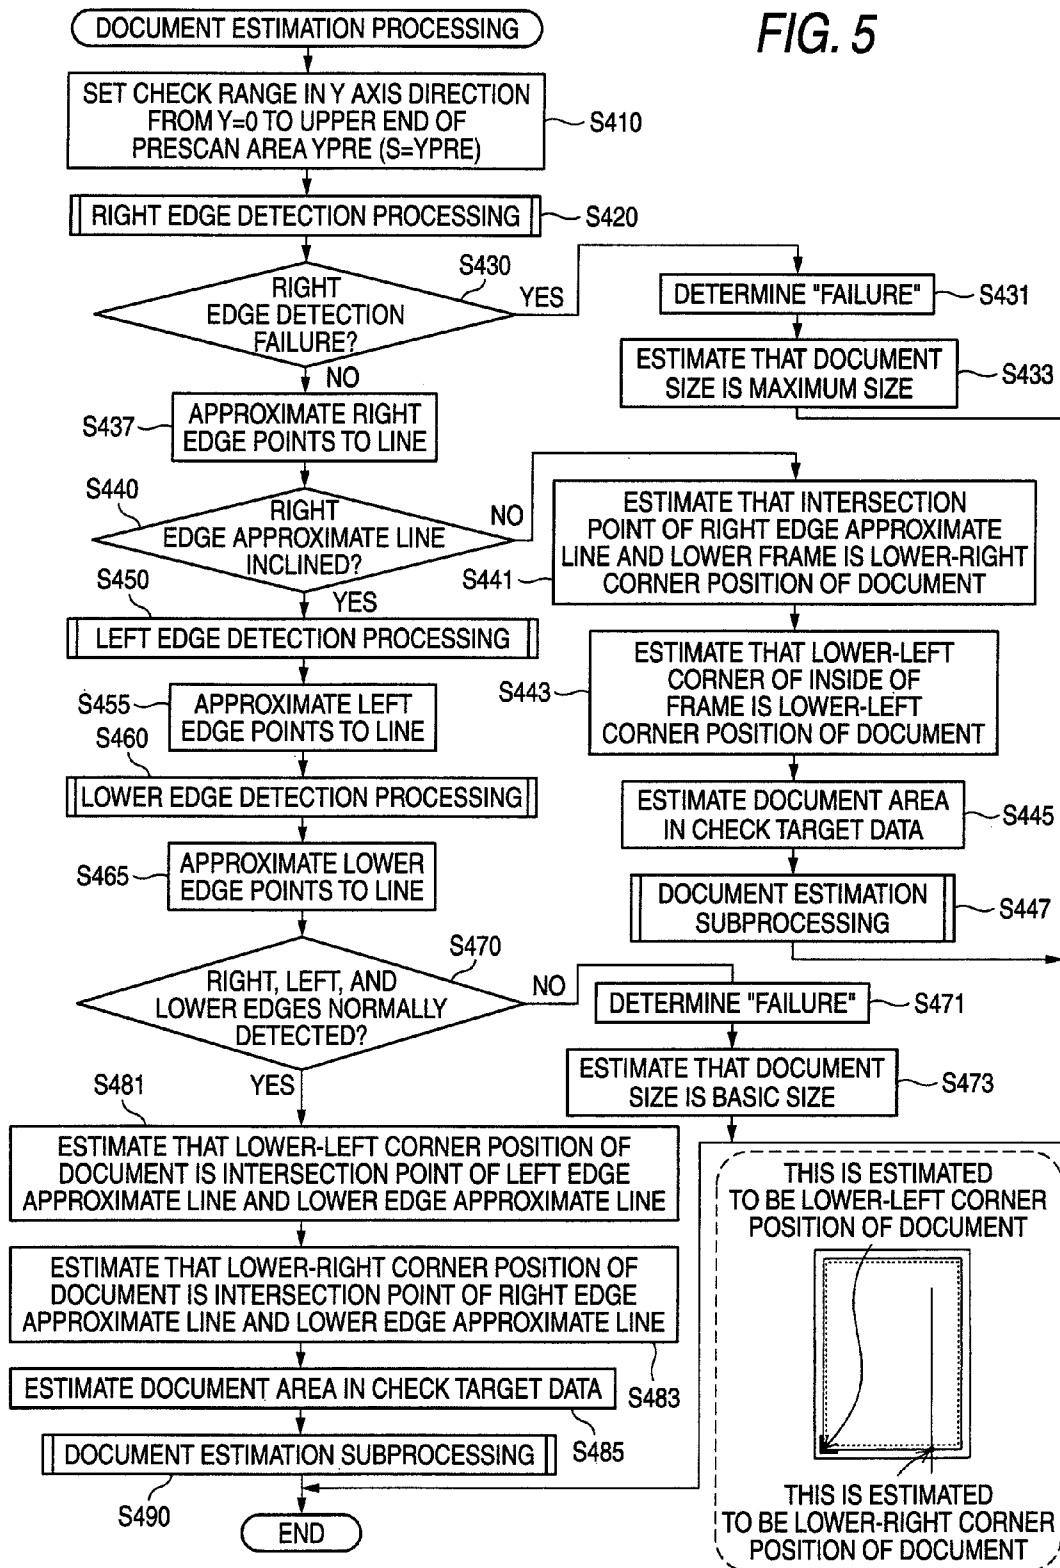 FIG. 5
DOCUMENT ESTIMATION PROCESSING
SET CHECK RANGE IN Y AXIS DIRECTION
FROM Y=0 TO UPPER END OF
PRESCAN AREA YPRE (S=YPRE)
S410
RIGHT EDGE DETECTION PROCESSING
S420
S430
RIGHT
EDGE DETECTION
FAILURE?
YES
NO
DETERMINE "FAILURE"
S431
ESTIMATE THAT DOCUMENT
SIZE IS MAXIMUM SIZE
S433
S437
APPROXIMATE RIGHT
EDGE POINTS TO LINE
S440
RIGHT
EDGE APPROXIMATE LINE
INCLINED?
NO
YES
ESTIMATE THAT INTERSECTION
POINT OF RIGHT EDGE APPROXIMATE
LINE AND LOWER FRAME IS LOWER-RIGHT
CORNER POSITION OF DOCUMENT
S441
S450
LEFT EDGE DETECTION PROCESSING
ESTIMATE THAT LOWER-LEFT
CORNER OF INSIDE OF
FRAME IS LOWER-LEFT
CORNER POSITION OF DOCUMENT
S443
S455
APPROXIMATE LEFT
EDGE POINTS TO LINE
S460
LOWER EDGE DETECTION PROCESSING
ESTIMATE DOCUMENT AREA
IN CHECK TARGET DATA
S445
S465
APPROXIMATE LOWER
EDGE POINTS TO LINE
DOCUMENT ESTIMATION
SUBPROCESSING
S447
S470
RIGHT, LEFT, AND
LOWER EDGES NORMALLY
DETECTED?
NO
YES
DETERMINE "FAILURE"
S471
ESTIMATE THAT DOCUMENT
SIZE IS BASIC SIZE
S473
S481
ESTIMATE THAT LOWER-LEFT CORNER POSITION OF
DOCUMENT IS INTERSECTION POINT OF LEFT EDGE
APPROXIMATE LINE AND LOWER EDGE APPROXIMATE LINE
ESTIMATE THAT LOWER-RIGHT CORNER POSITION OF
DOCUMENT IS INTERSECTION POINT OF RIGHT EDGE
APPROXIMATE LINE AND LOWER EDGE APPROXIMATE LINE
S483
ESTIMATE DOCUMENT AREA IN CHECK TARGET DATA
S485
DOCUMENT ESTIMATION SUBPROCESSING
S490
END
THIS IS ESTIMATED
TO BE LOWER-LEFT CORNER
POSITION OF DOCUMENT
THIS IS ESTIMATED
TO BE LOWER-RIGHT CORNER
POSITION OF DOCUMENT